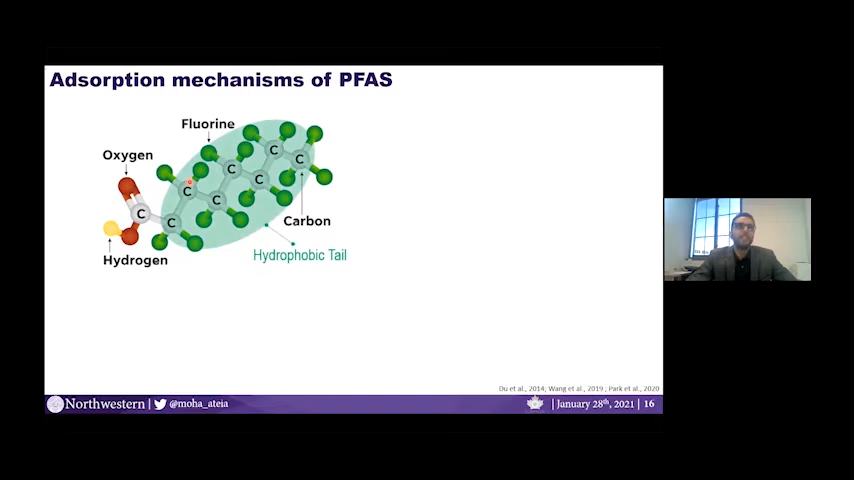 Adsorption mechanisms of PFAS
Fluorine
Oxygen
C
C
C
C
C
C
C
C
Carbon
Hydrogen
Hydrophobic Tail
Du et al., 2014; Wang et al., 2019 ; Park et al., 2020
Northwestern | @moha_ateia
| January 28th, 2021 | 16